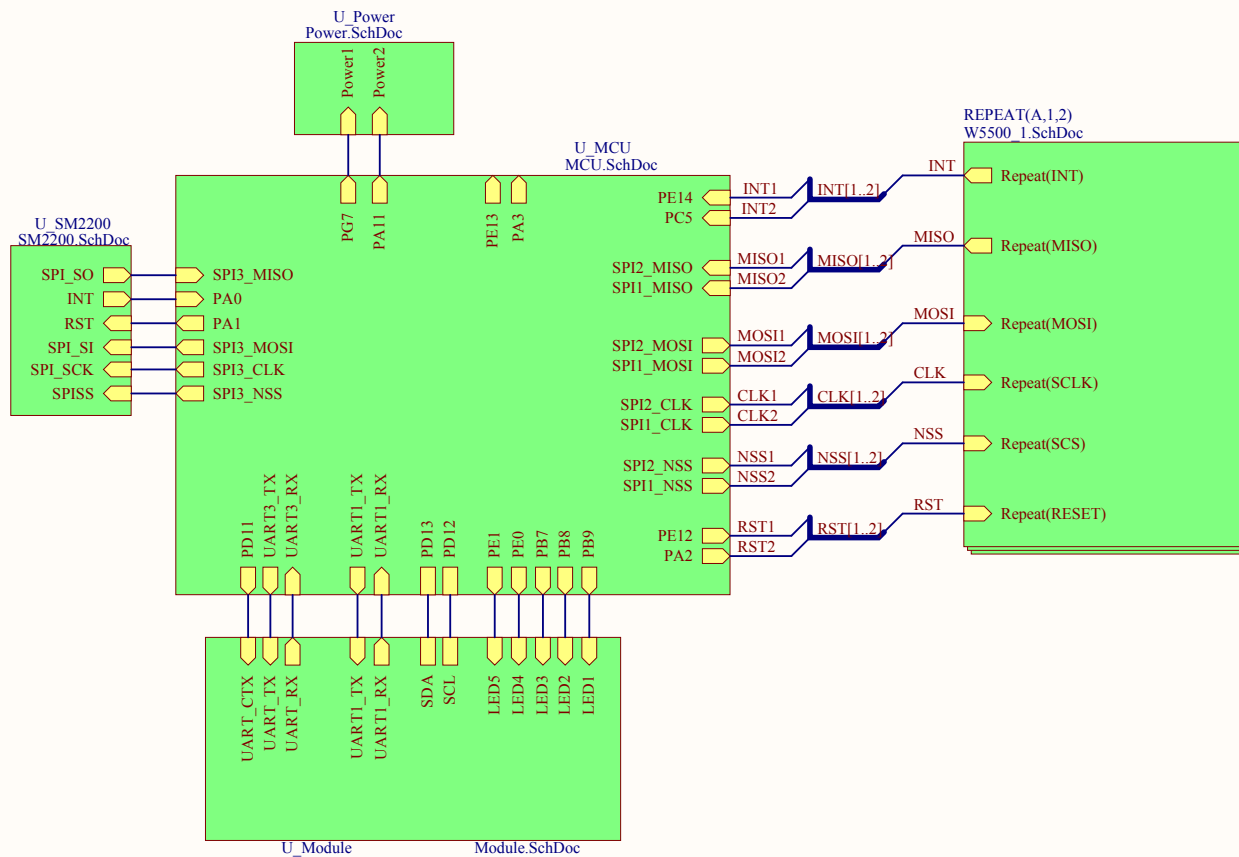 U_Power
Power.SchDoc
Power1
Power2
REPEAT(A,1,2)
W5500_1.SchDoc
U_MCU
MCU.SchDoc
PG7
PA11
PE13
PA3
PE14
PC5
INT1
INT2
INT[1..2]
INT
Repeat(INT)
U_SM2200
SM2200.SchDoc
SPI_SO
INT
RST
SPI_SI
SPI_SCK
SPISS
SPI3_MISO
PA0
PA1
SPI3_MOSI
SPI3_CLK
SPI3_NSS
SPI2_MISO
SPI1_MISO
MISO1
MISO2
MISO[1..2]
MISO
Repeat(MISO)
SPI2_MOSI
SPI1_MOSI
MOSI1
MOSI2
MOSI[1..2]
MOSI
Repeat(MOSI)
SPI2_CLK
SPI1_CLK
CLK1
CLK2
CLK[1..2]
CLK
Repeat(SCLK)
SPI2_NSS
SPI1_NSS
NSS1
NSS2
NSS[1..2]
NSS
Repeat(SCS)
PE12
PA2
RST1
RST2
RST[1..2]
RST
Repeat(RESET)
PD11
UART3_TX
UART3_RX
UART1_TX
UART1_RX
PD13
PD12
PE1
PE0
PB7
PB8
PB9
UART_CTX
UART_TX
UART_RX
UART1_TX
UART1_RX
SDA
SCL
LED5
LED4
LED3
LED2
LED1
U_Module
Module.SchDoc